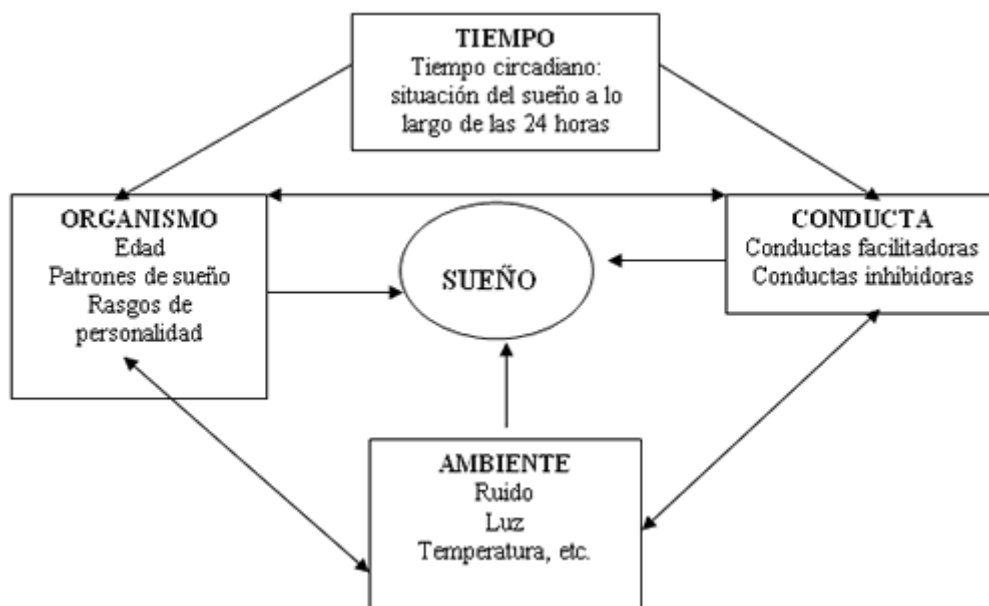 TIEMPO
Tiempo circadiano:
situación del sueño a lo
largo de las 24 horas
ORGANISMO
Edad
Patrones de sueño
Rasgos de
personalidad
SUEÑO
CONDUCTA
Conductas facilitadoras
Conductas inhibidoras
AMBIENTE
Ruido
Luz
Temperatura, etc.